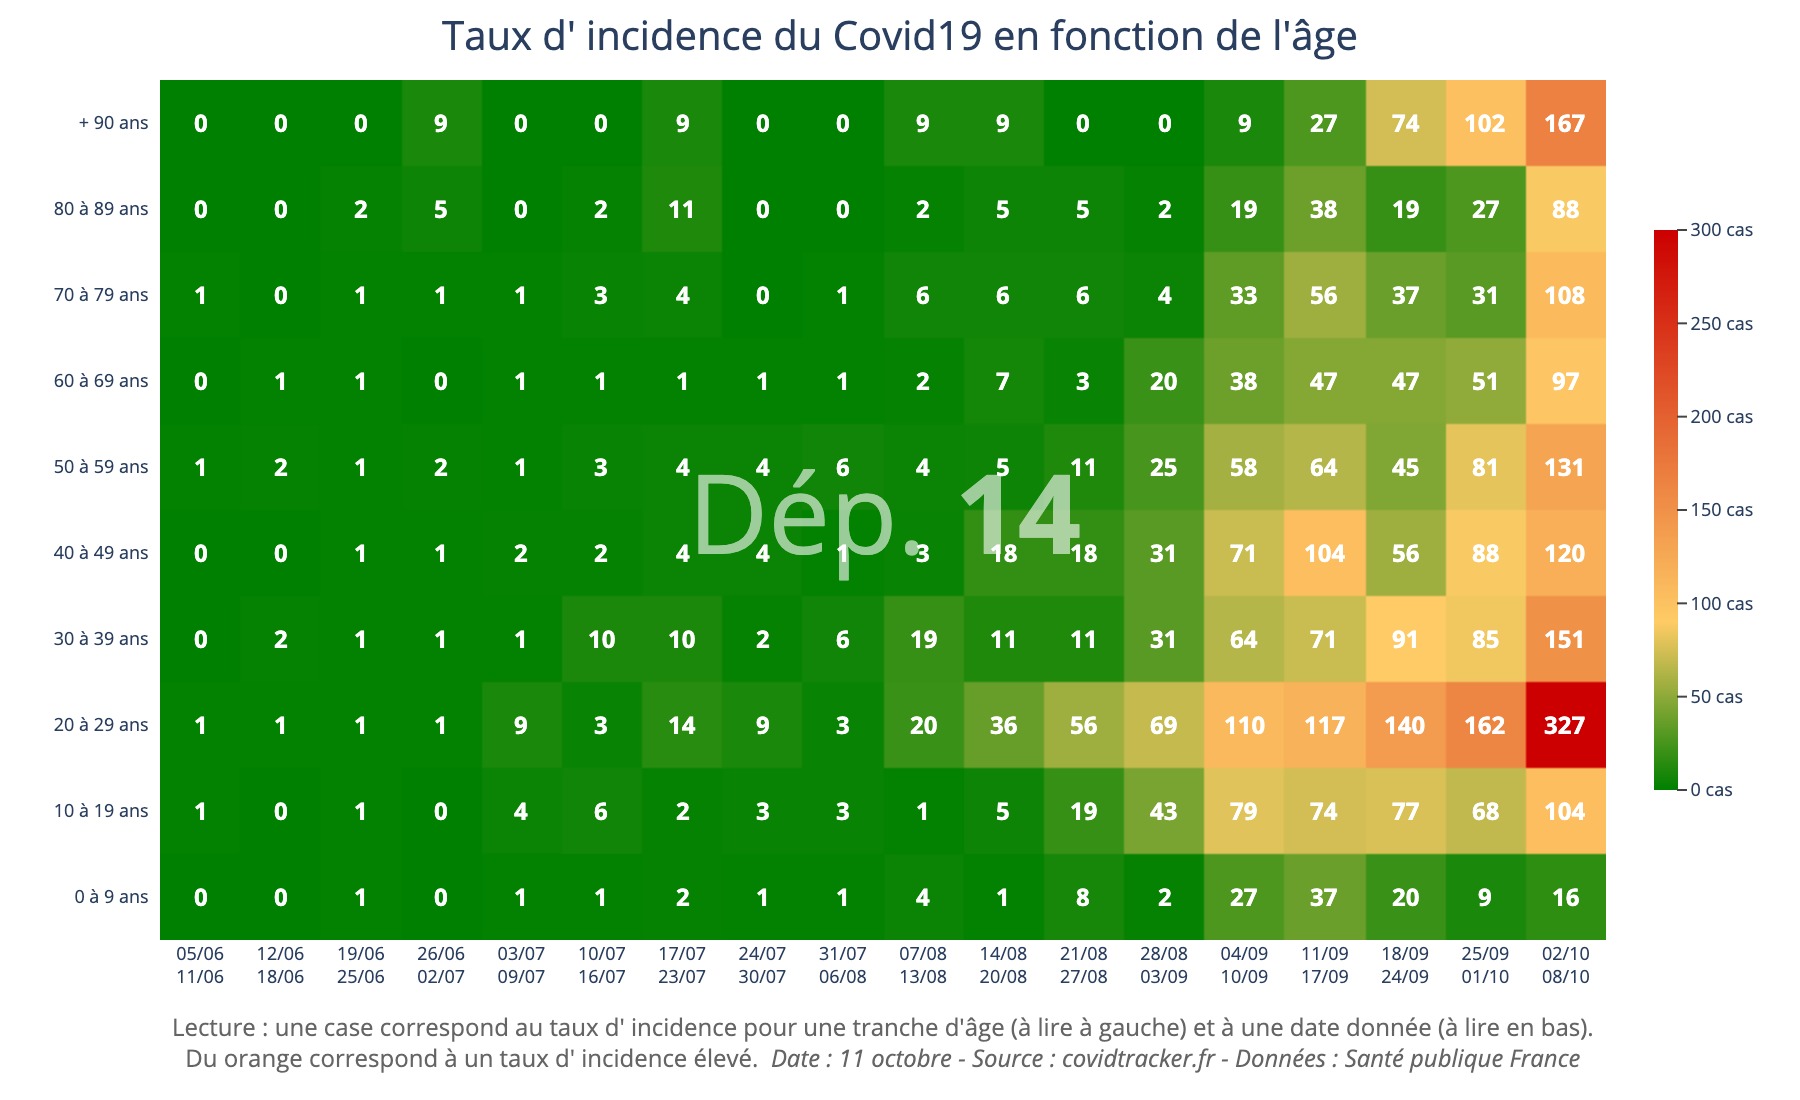 Taux d' incidence du Covid19 en fonction de l'âge
+ 90 ans 0 0 0 9 0 0 9 0 0 9 9 0 0 9 27 74 102 167
80 à 89 ans 0 0 2 5 0 2 11 0 0 2 5 5 2 19 38 19 27 88
300 cas
70 à 79 ans 1 0 1 1 1 3 4 0 1 6 6 6 4 33 56 37 31 108
250 cas
60 à 69 ans 0 1 1 0 1 1 1 1 1 2 7 3 20 38 47 47 51 97
200 cas
50 à 59 ans 1 2 1 2 1 3 4 4 6 4 5 11 25 58 64 45 81 131
150 cas
Dép. 14
40 à 49 ans 0 0 1 1 2 2 4 4 1 3 18 18 31 71 104 56 88 120
100 cas
30 à 39 ans 0 2 1 1 1 10 10 2 6 19 11 11 31 64 71 91 85 151
50 cas
20 à 29 ans 1 1 1 1 9 3 14 9 3 20 36 56 69 110 117 140 162 327
0 cas
10 à 19 ans 1 0 1 0 4 6 2 3 3 1 5 19 43 79 74 77 68 104
0 à 9 ans 0 0 1 0 1 1 2 1 1 4 1 8 2 27 37 20 9 16
05/06 12/06 19/06 26/06 03/07 10/07 17/07 24/07 31/07 07/08 14/08 21/08 28/08 04/09 11/09 18/09 25/09 02/10
11/06 18/06 25/06 02/07 09/07 16/07 23/07 30/07 06/08 13/08 20/08 27/08 03/09 10/09 17/09 24/09 01/10 08/10
Lecture : une case correspond au taux d' incidence pour une tranche d'âge (à lire à gauche) et à une date donnée (à lire en bas).
Du orange correspond à un taux d' incidence élevé. Date : 11 octobre - Source : covidtracker.fr - Données : Santé publique France